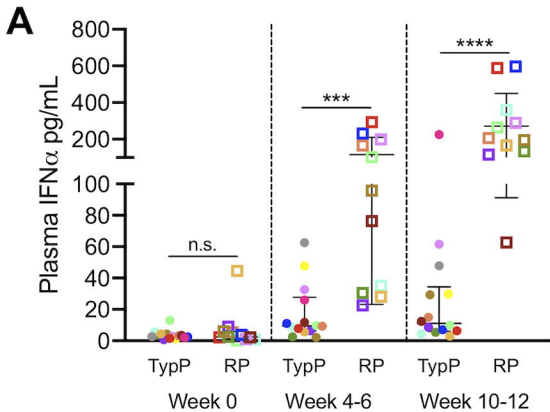 A
Plasma IFNα pg/mL
800
600
400
200
100
80
60
40
20
0
n.s.
***
****
TypP RP TypP RP TypP RP
Week 0 Week 4-6 Week 10-12